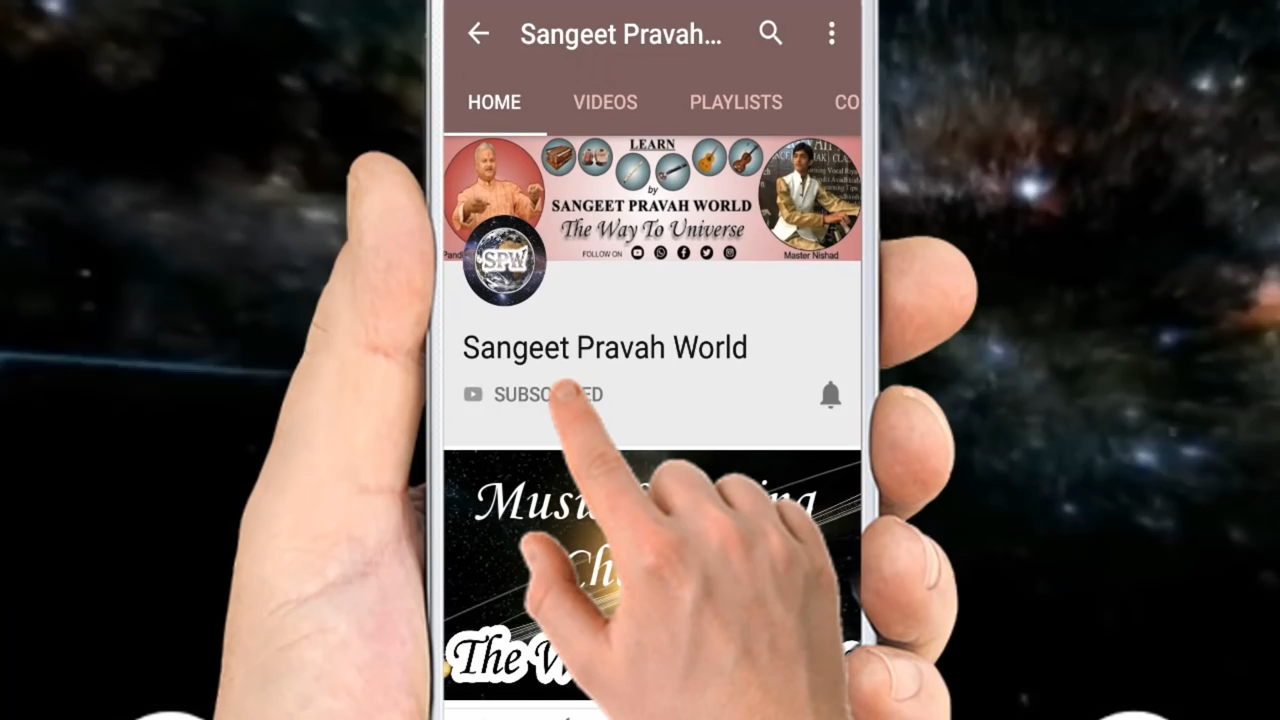 Sangeet Pravah...
HOME VIDEOS PLAYLISTS CO
LEARN
by
SANGEET PRAVAH WORLD
The Way To Universe
FOLLOW ON
Master Nishad
SPW
Sangeet Pravah World
SUBSC ED
The